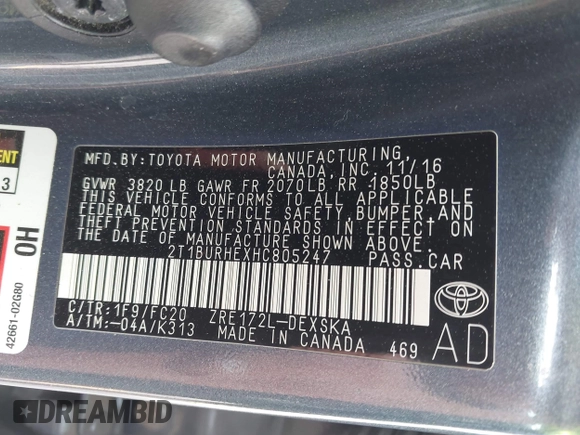 MFD. BY: TOYOTA MOTOR MANUFACTURING,
CANADA, INC. 11/16
GVWR 3820 LB GAWR FR 2070LB RR 1850LB
THIS VEHICLE CONFORMS TO ALL APPLICABLE
FEDERAL MOTOR VEHICLE SAFETY, BUMPER, AND
THEFT PREVENTION STANDARDS IN EFFECT ON
THE DATE OF MANUFACTURE SHOWN ABOVE.
2T1BURHEXHC805247 PASS.CAR
C/TR: 1F9/FC20 ZRE172L-DEXSKA
A/TM: -04A/K313 MADE IN CANADA 469
AD
ENT
3
OH
42661-02G80
DREAMBID